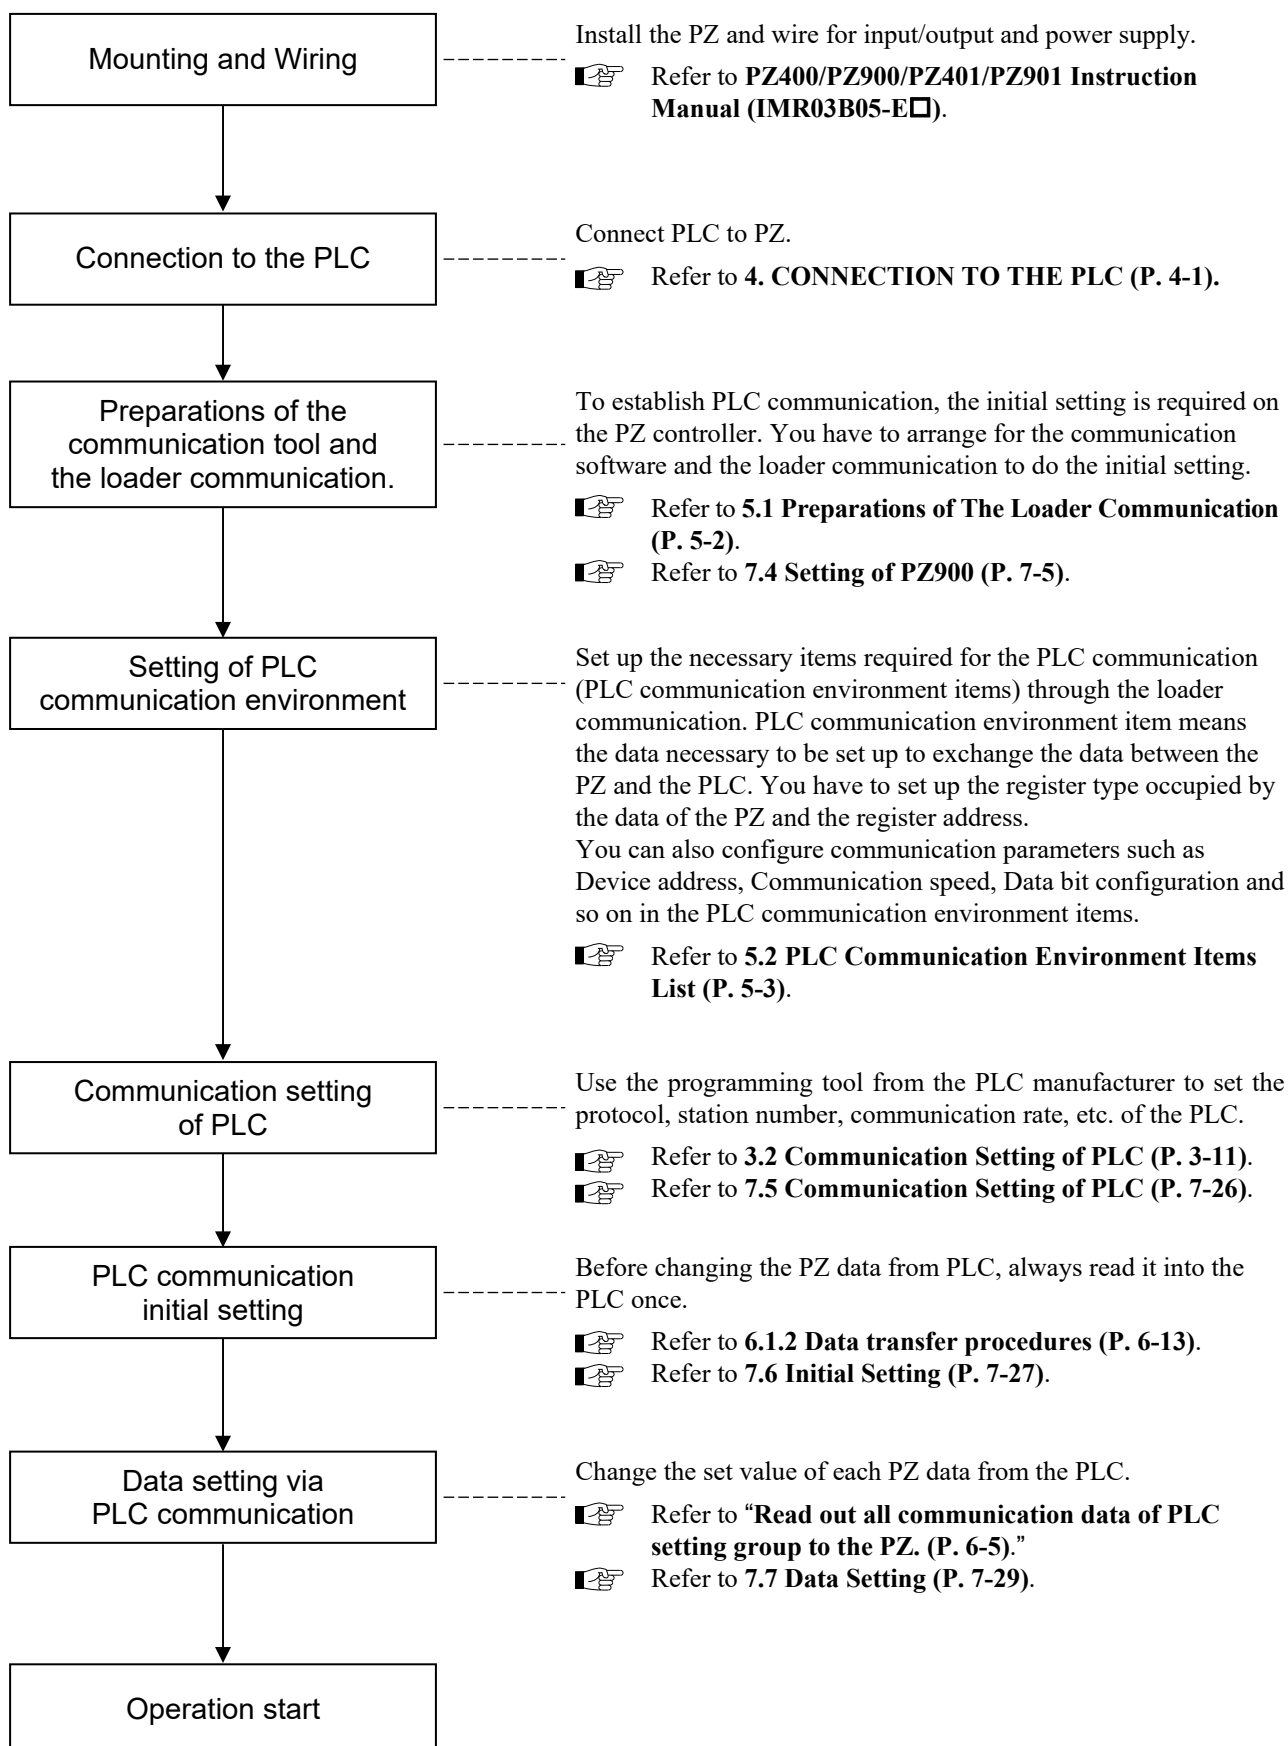 Mounting and Wiring
Install the PZ and wire for input/output and power supply.
Refer to PZ400/PZ900/PZ401/PZ901 Instruction
Manual (IMR03B05-E□).
Connection to the PLC
Connect PLC to PZ.
Refer to 4. CONNECTION TO THE PLC (P. 4-1).
Preparations of the
communication tool and
the loader communication.
To establish PLC communication, the initial setting is required on
the PZ controller. You have to arrange for the communication
software and the loader communication to do the initial setting.
Refer to 5.1 Preparations of The Loader Communication
(P. 5-2).
Refer to 7.4 Setting of PZ900 (P. 7-5).
Setting of PLC
communication environment
Set up the necessary items required for the PLC communication
(PLC communication environment items) through the loader
communication. PLC communication environment item means
the data necessary to be set up to exchange the data between the
PZ and the PLC. You have to set up the register type occupied by
the data of the PZ and the register address.
You can also configure communication parameters such as
Device address, Communication speed, Data bit configuration and
so on in the PLC communication environment items.
Refer to 5.2 PLC Communication Environment Items
List (P. 5-3).
Communication setting
of PLC
Use the programming tool from the PLC manufacturer to set the
protocol, station number, communication rate, etc. of the PLC.
Refer to 3.2 Communication Setting of PLC (P. 3-11).
Refer to 7.5 Communication Setting of PLC (P. 7-26).
PLC communication
initial setting
Before changing the PZ data from PLC, always read it into the
PLC once.
Refer to 6.1.2 Data transfer procedures (P. 6-13).
Refer to 7.6 Initial Setting (P. 7-27).
Data setting via
PLC communication
Change the set value of each PZ data from the PLC.
Refer to “Read out all communication data of PLC
setting group to the PZ. (P. 6-5).”
Refer to 7.7 Data Setting (P. 7-29).
Operation start